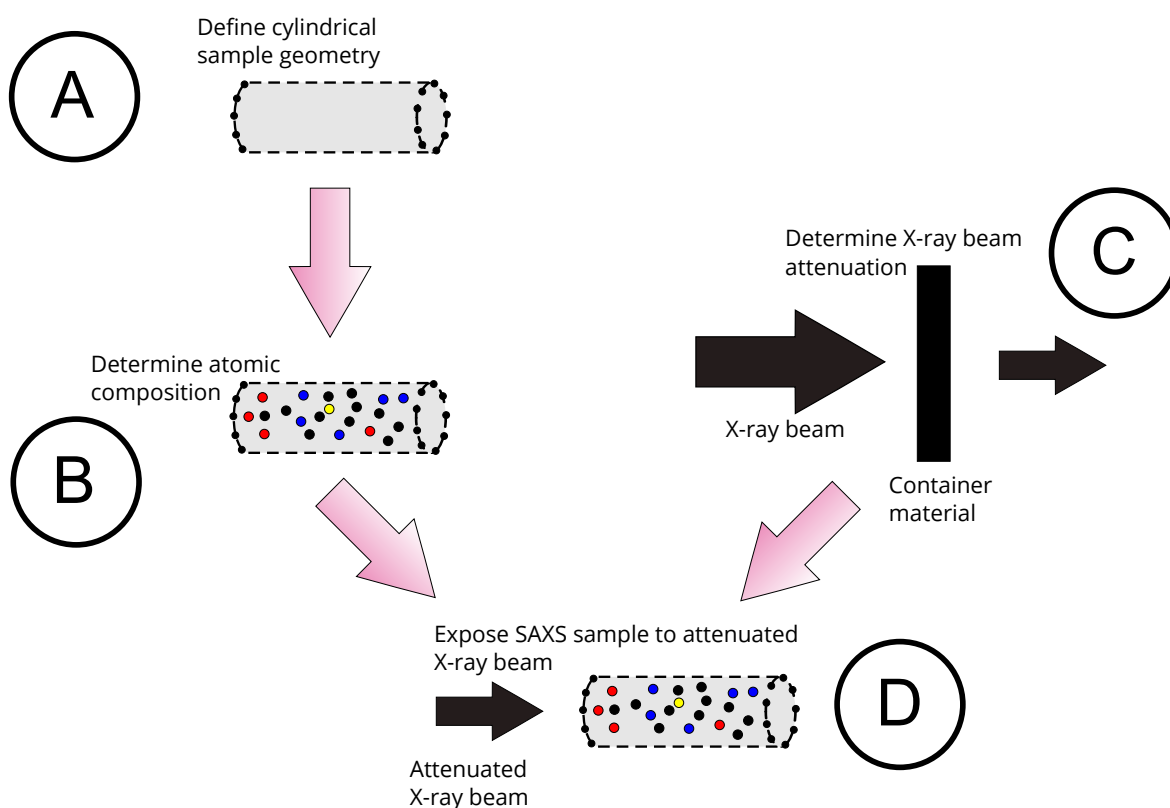 A
Define cylindrical
sample geometry
Determine atomic
composition
B
Determine X-ray beam
attenuation
C
X-ray beam
Container
material
Expose SAXS sample to attenuated
X-ray beam
D
Attenuated
X-ray beam